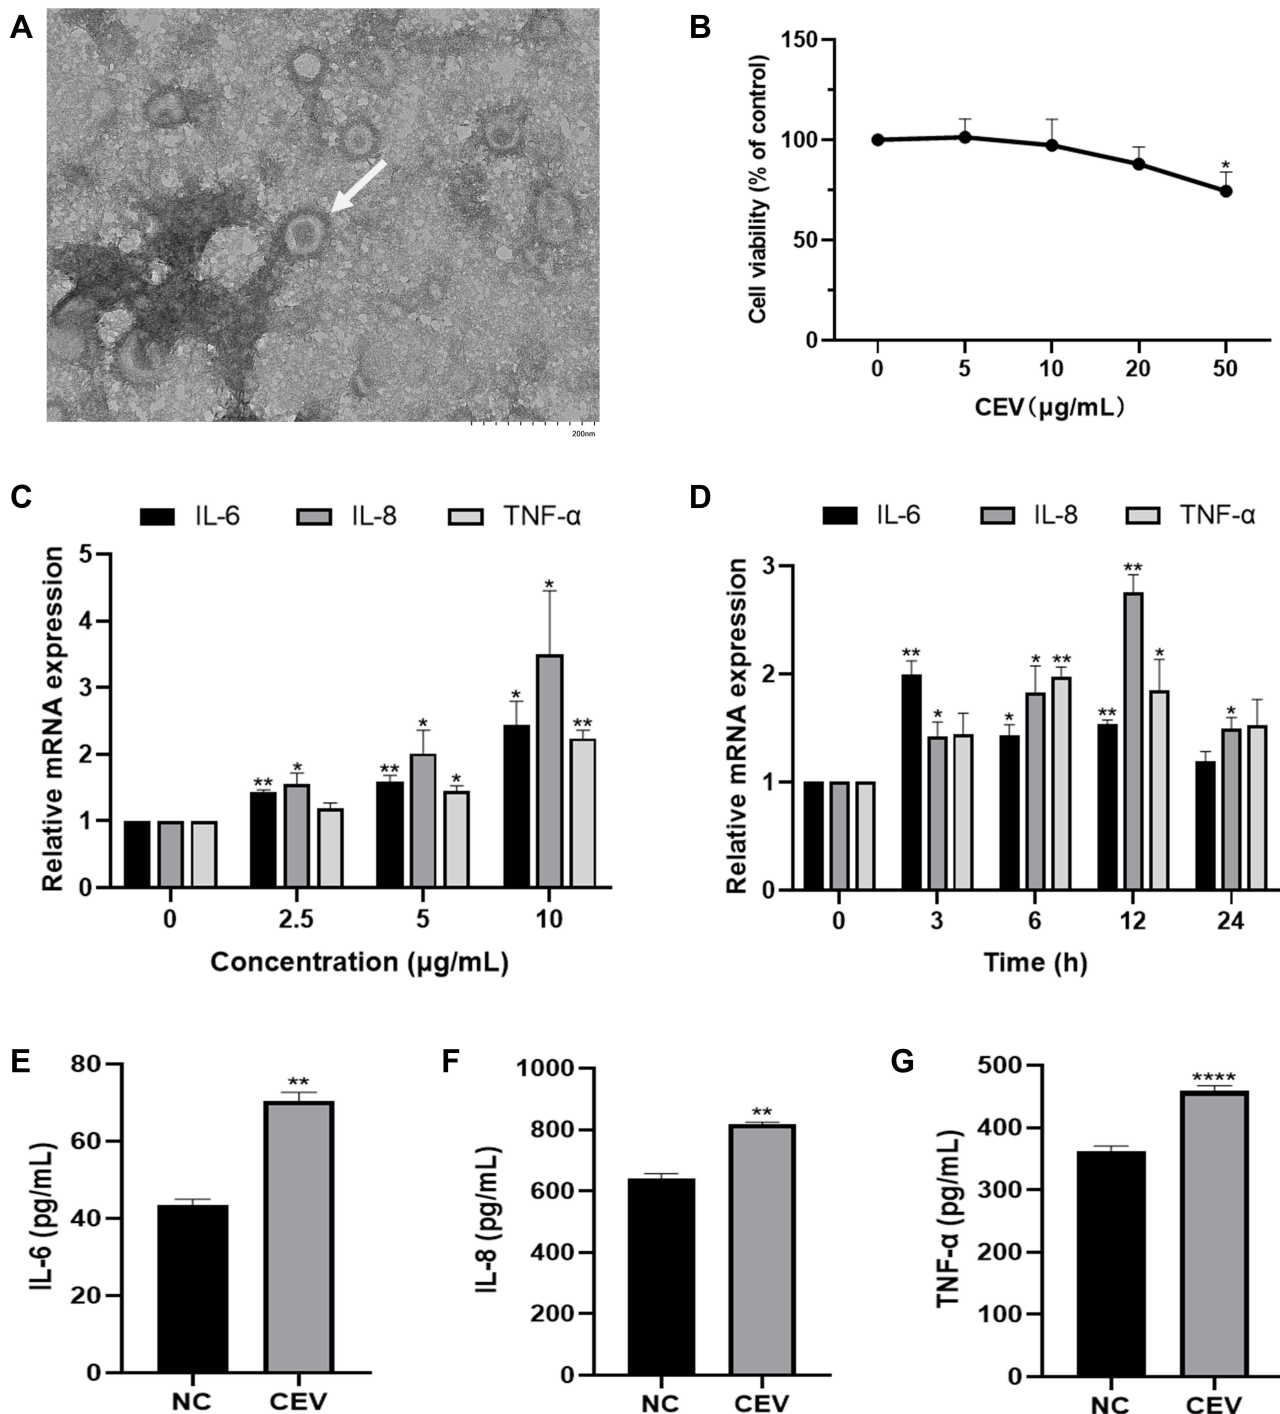 A
200nm
B
150
100
50
0
Cell viability (% of control)
*
0 5 10 20 50
CEV（μg/mL）
C
IL-6 IL-8 TNF-α
5
4
3
2
1
0
Relative mRNA expression
** *
** * *
* * **
0 2.5 5 10
Concentration (μg/mL)
D
IL-6 IL-8 TNF-α
3
2
1
0
Relative mRNA expression
** *
* * **
** ** *
*
0 3 6 12 24
Time (h)
E
80
60
40
20
0
IL-6 (pg/mL)
**
NC CEV
F
1000
800
600
400
200
0
IL-8 (pg/mL)
**
NC CEV
G
500
400
300
200
100
0
TNF-α (pg/mL)
****
NC CEV